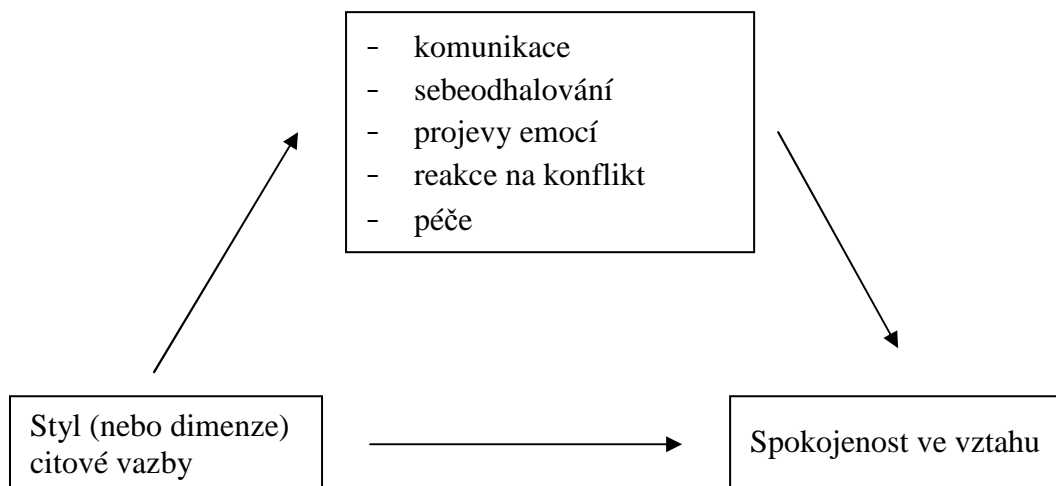 - komunikace
- sebeodhalování
- projevy emocí
- reakce na konflikt
- péče
Styl (nebo dimenze)
citové vazby
Spokojenost ve vztahu